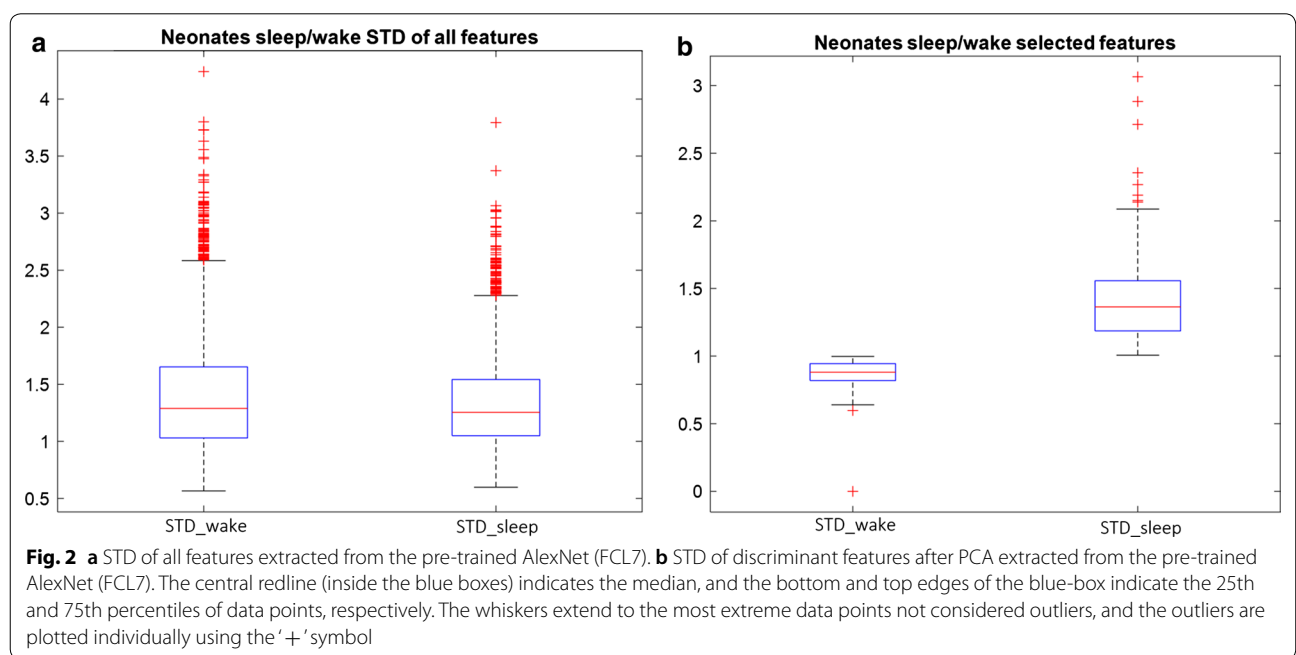 a
Neonates sleep/wake STD of all features
4
3.5
3
2.5
2
1.5
1
0.5
STD_wake STD_sleep
b
Neonates sleep/wake selected features
3
2.5
2
1.5
1
0.5
0
STD_wake STD_sleep
Fig. 2 a STD of all features extracted from the pre-trained AlexNet (FCL7). b STD of discriminant features after PCA extracted from the pre-trained
AlexNet (FCL7). The central redline (inside the blue boxes) indicates the median, and the bottom and top edges of the blue-box indicate the 25th
and 75th percentiles of data points, respectively. The whiskers extend to the most extreme data points not considered outliers, and the outliers are
plotted individually using the ‘+’ symbol